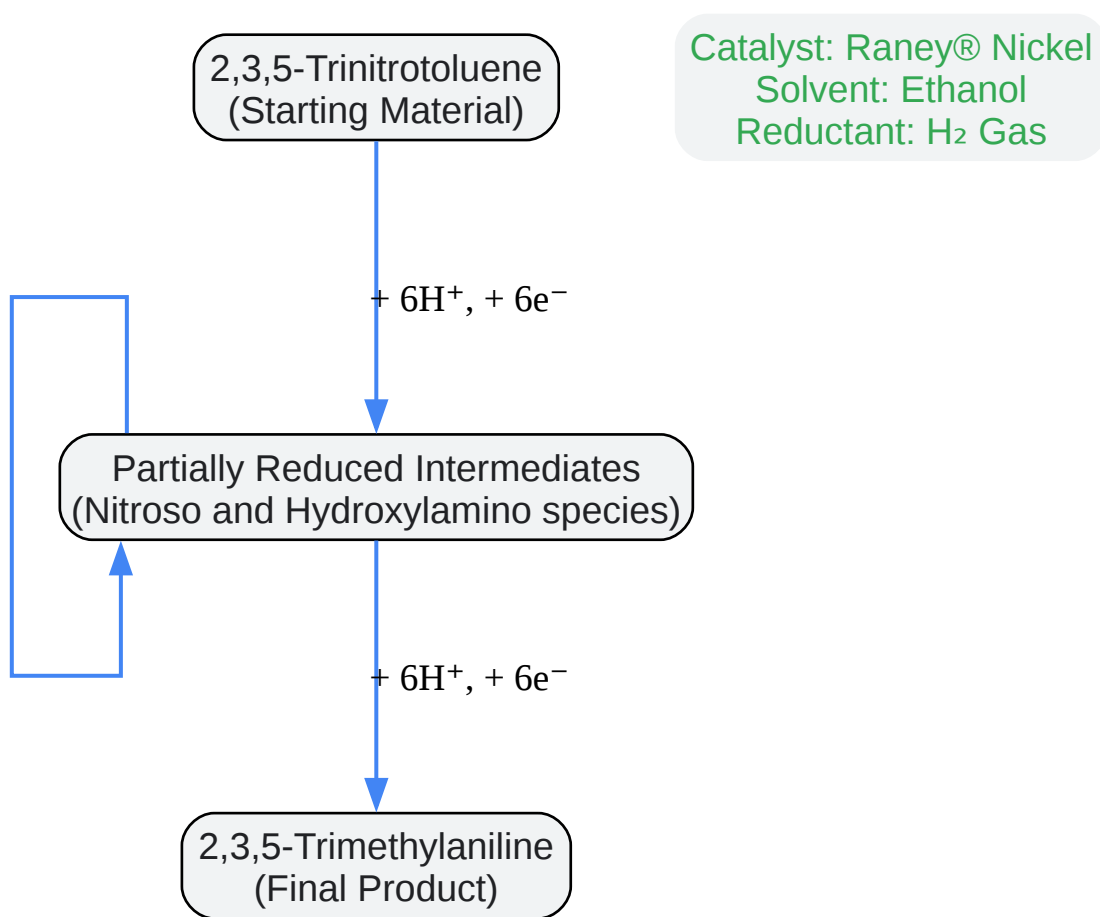 2,3,5-Trinitrotoluene
(Starting Material)
Catalyst: Raney® Nickel
Solvent: Ethanol
Reductant: H₂ Gas
+ 6H⁺, + 6e⁻
Partially Reduced Intermediates
(Nitroso and Hydroxylamino species)
+ 6H⁺, + 6e⁻
2,3,5-Trimethylaniline
(Final Product)